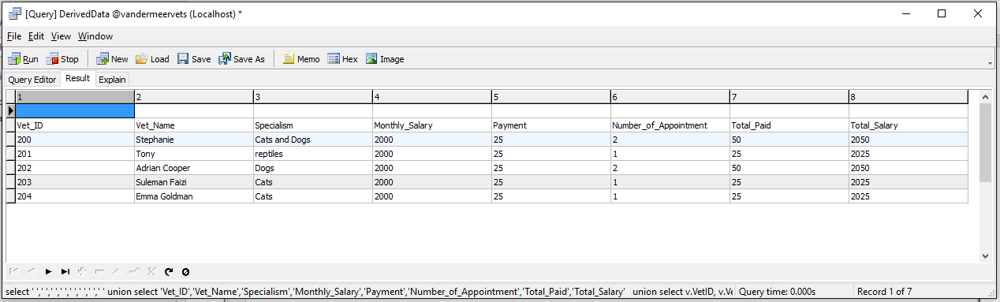 [Query] DerivedData @vandermeervets (Localhost) *
File Edit View Window
Run Stop New Load Save Save As Memo Hex Image
Query Editor Result Explain
1 2 3 4 5 6 7 8
Vet_ID Vet_Name Specialism Monthly_Salary Payment Number_of_Appointment Total_Paid Total_Salary
200 Stephanie Cats and Dogs 2000 25 2 50 2050
201 Tony reptiles 2000 25 1 25 2025
202 Adrian Cooper Dogs 2000 25 2 50 2050
203 Suleman Faizi Cats 2000 25 1 25 2025
204 Emma Goldman Cats 2000 25 1 25 2025
select ' ',' ',' ',' ',' ',' ',' ',' ' union select 'Vet_ID','Vet_Name','Specialism','Monthly_Salary','Payment','Number_of_Appointment','Total_Paid','Total_Salary' union select v.VetID, v.Ve Query time: 0.000s Record 1 of 7